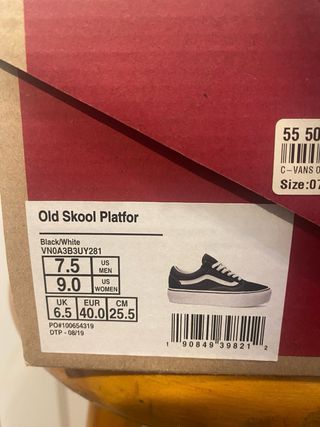 55 50
C-VANS O
Size:07
Old Skool Platfor
Black/White
VN0A3B3UY281
7.5 US MEN
9.0 US WOMEN
UK EUR CM
6.5 40.0 25.5
PO#100654319
DTP - 08/19
1 90849 39821 2